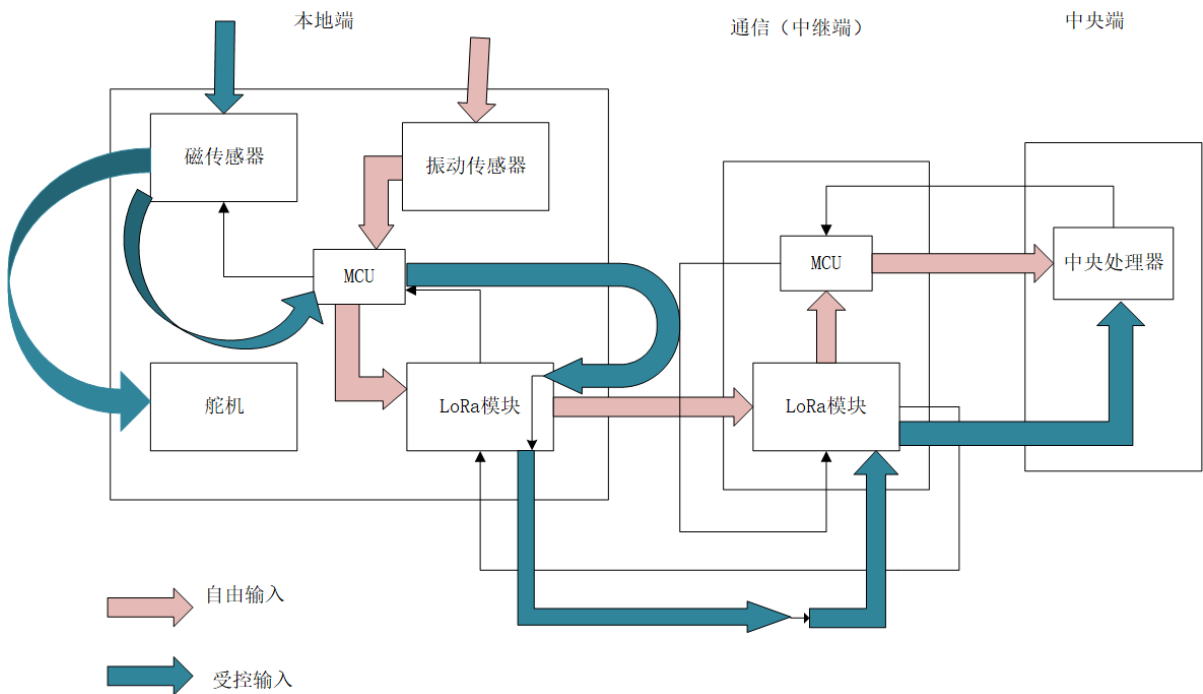 本地端
通信（中继端）
中央端
磁传感器
振动传感器
MCU
MCU
中央处理器
舵机
LoRa模块
LoRa模块
自由输入
受控输入